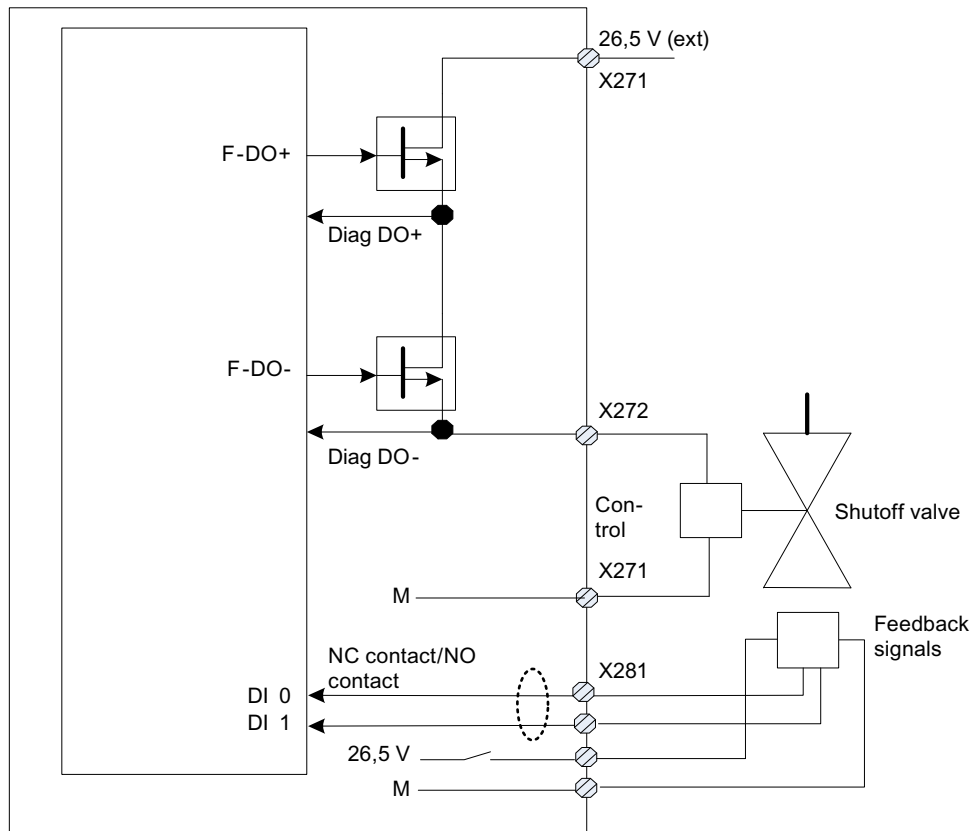 26,5 V (ext)
X271
F-DO+
Diag DO+
F-DO-
X272
Diag DO-
Con-
trol
Shutoff valve
X271
M
Feedback
signals
NC contact/NO
contact
X281
DI 0
DI 1
26,5 V
M